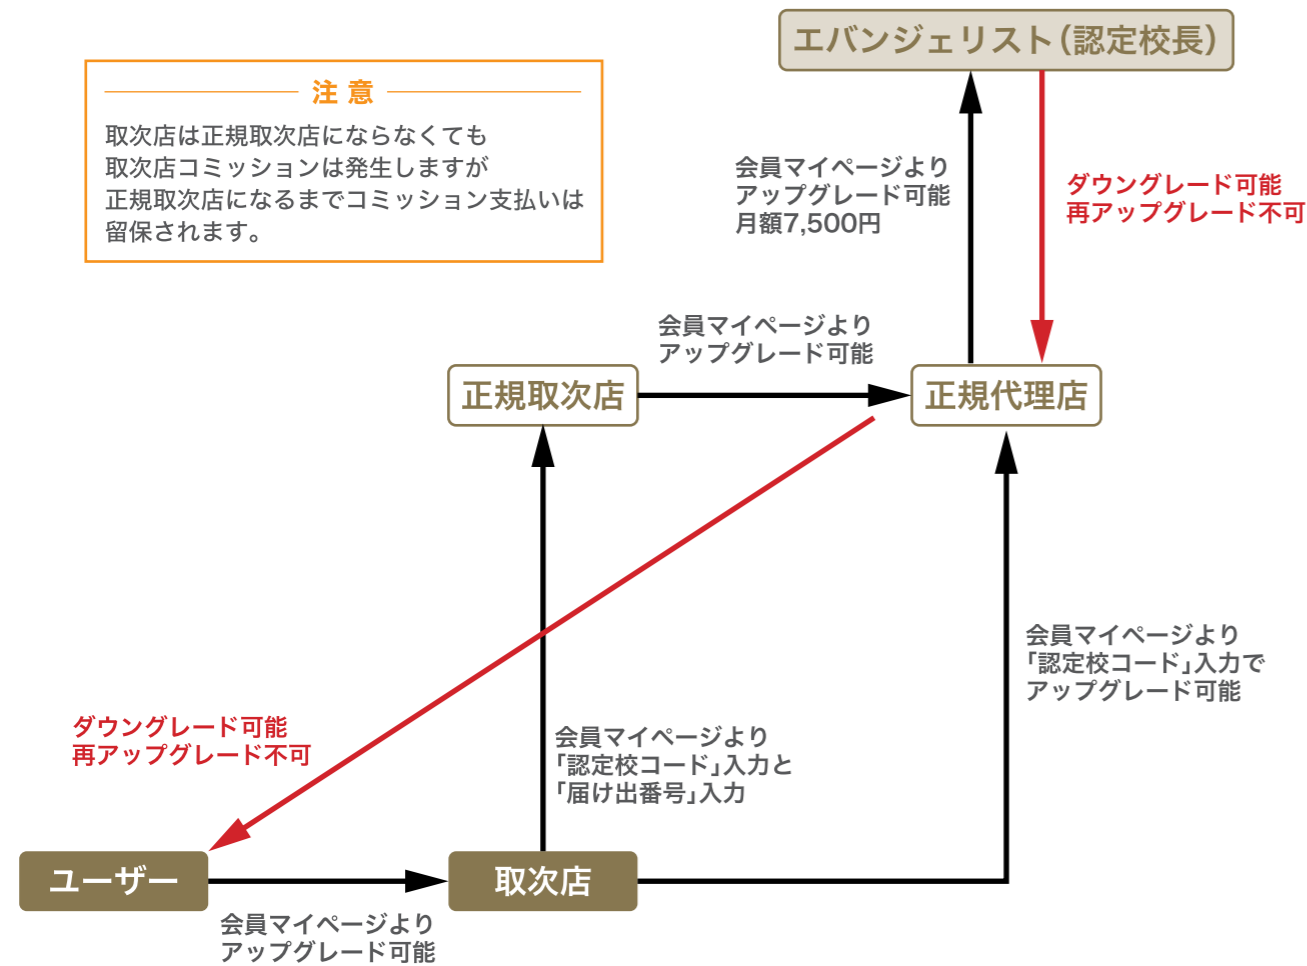 エバンジェリスト（認定校長）
注 意
取次店は正規取次店にならなくても
取次店コミッションは発生しますが
正規取次店になるまでコミッション支払いは
留保されます。
会員マイページより
アップグレード可能
月額7,500円
ダウングレード可能
再アップグレード不可
会員マイページより
アップグレード可能
正規取次店
正規代理店
会員マイページより
「認定校コード」入力で
アップグレード可能
ダウングレード可能
再アップグレード不可
会員マイページより
「認定校コード」入力と
「届け出番号」入力
ユーザー
取次店
会員マイページより
アップグレード可能